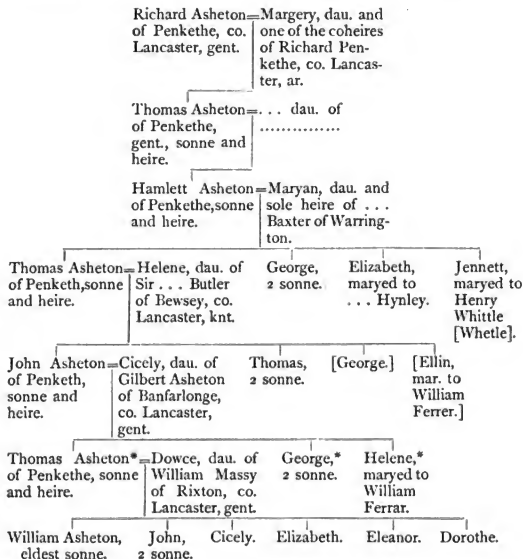 Richard Asheton=Margery, dau. and
of Penkethe, co. one of the coheires
Lancaster, gent. of Richard Pen-
kethe, co. Lancas-
ter, ar.
Thomas Asheton=. . . dau. of
of Penkethe, ...............
gent., sonne and
heire.
Hamlett Asheton=Maryan, dau. and
of Penkethe,sonne sole heire of . . .
and heire. Baxter of Warring-
ton.
Thomas Asheton=Helene, dau. of George, Elizabeth, Jennett,
of Penketh,sonne Sir . . . Butler 2 sonne. maryed to maryed to
and heire. of Bewsey, co. . . . Hynley. Henry
Lancaster, knt. Whittle
[Whetle].
John Asheton=Cicely, dau. of Thomas, [George.] [Ellin,
of Penketh, Gilbert Asheton 2 sonne. mar. to
sonne and of Banfarlonge, William
heire. co. Lancaster, Ferrer.]
gent.
Thomas Asheton*=Dowce, dau. of George,* Helene,*
of Penkethe, sonne William Massy 2 sonne. maryed to
and heire. of Rixton, co. William
Lancaster, gent. Ferrar.
William Asheton, John, Cicely. Elizabeth. Eleanor. Dorothe.
eldest sonne. 2 sonne.